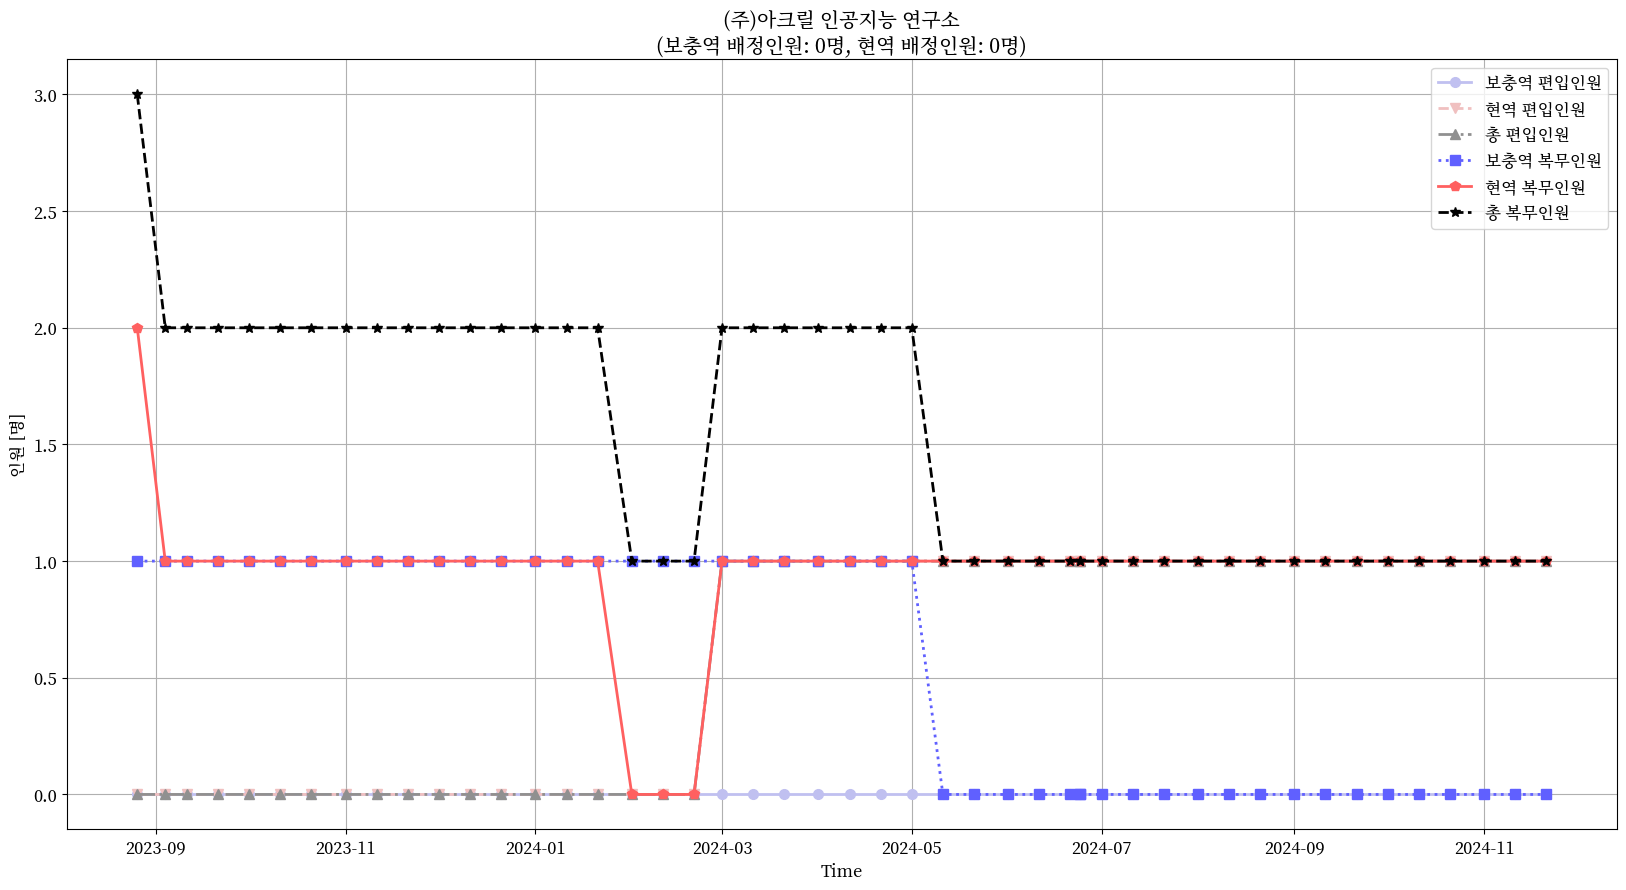 (주)아크릴 인공지능 연구소
(보충역 배정인원: 0명, 현역 배정인원: 0명)
보충역 편입인원
현역 편입인원
총 편입인원
보충역 복무인원
현역 복무인원
총 복무인원
인원 [명]
3.0
2.5
2.0
1.5
1.0
0.5
0.0
2023-09
2023-11
2024-01
2024-03
2024-05
2024-07
2024-09
2024-11
Time